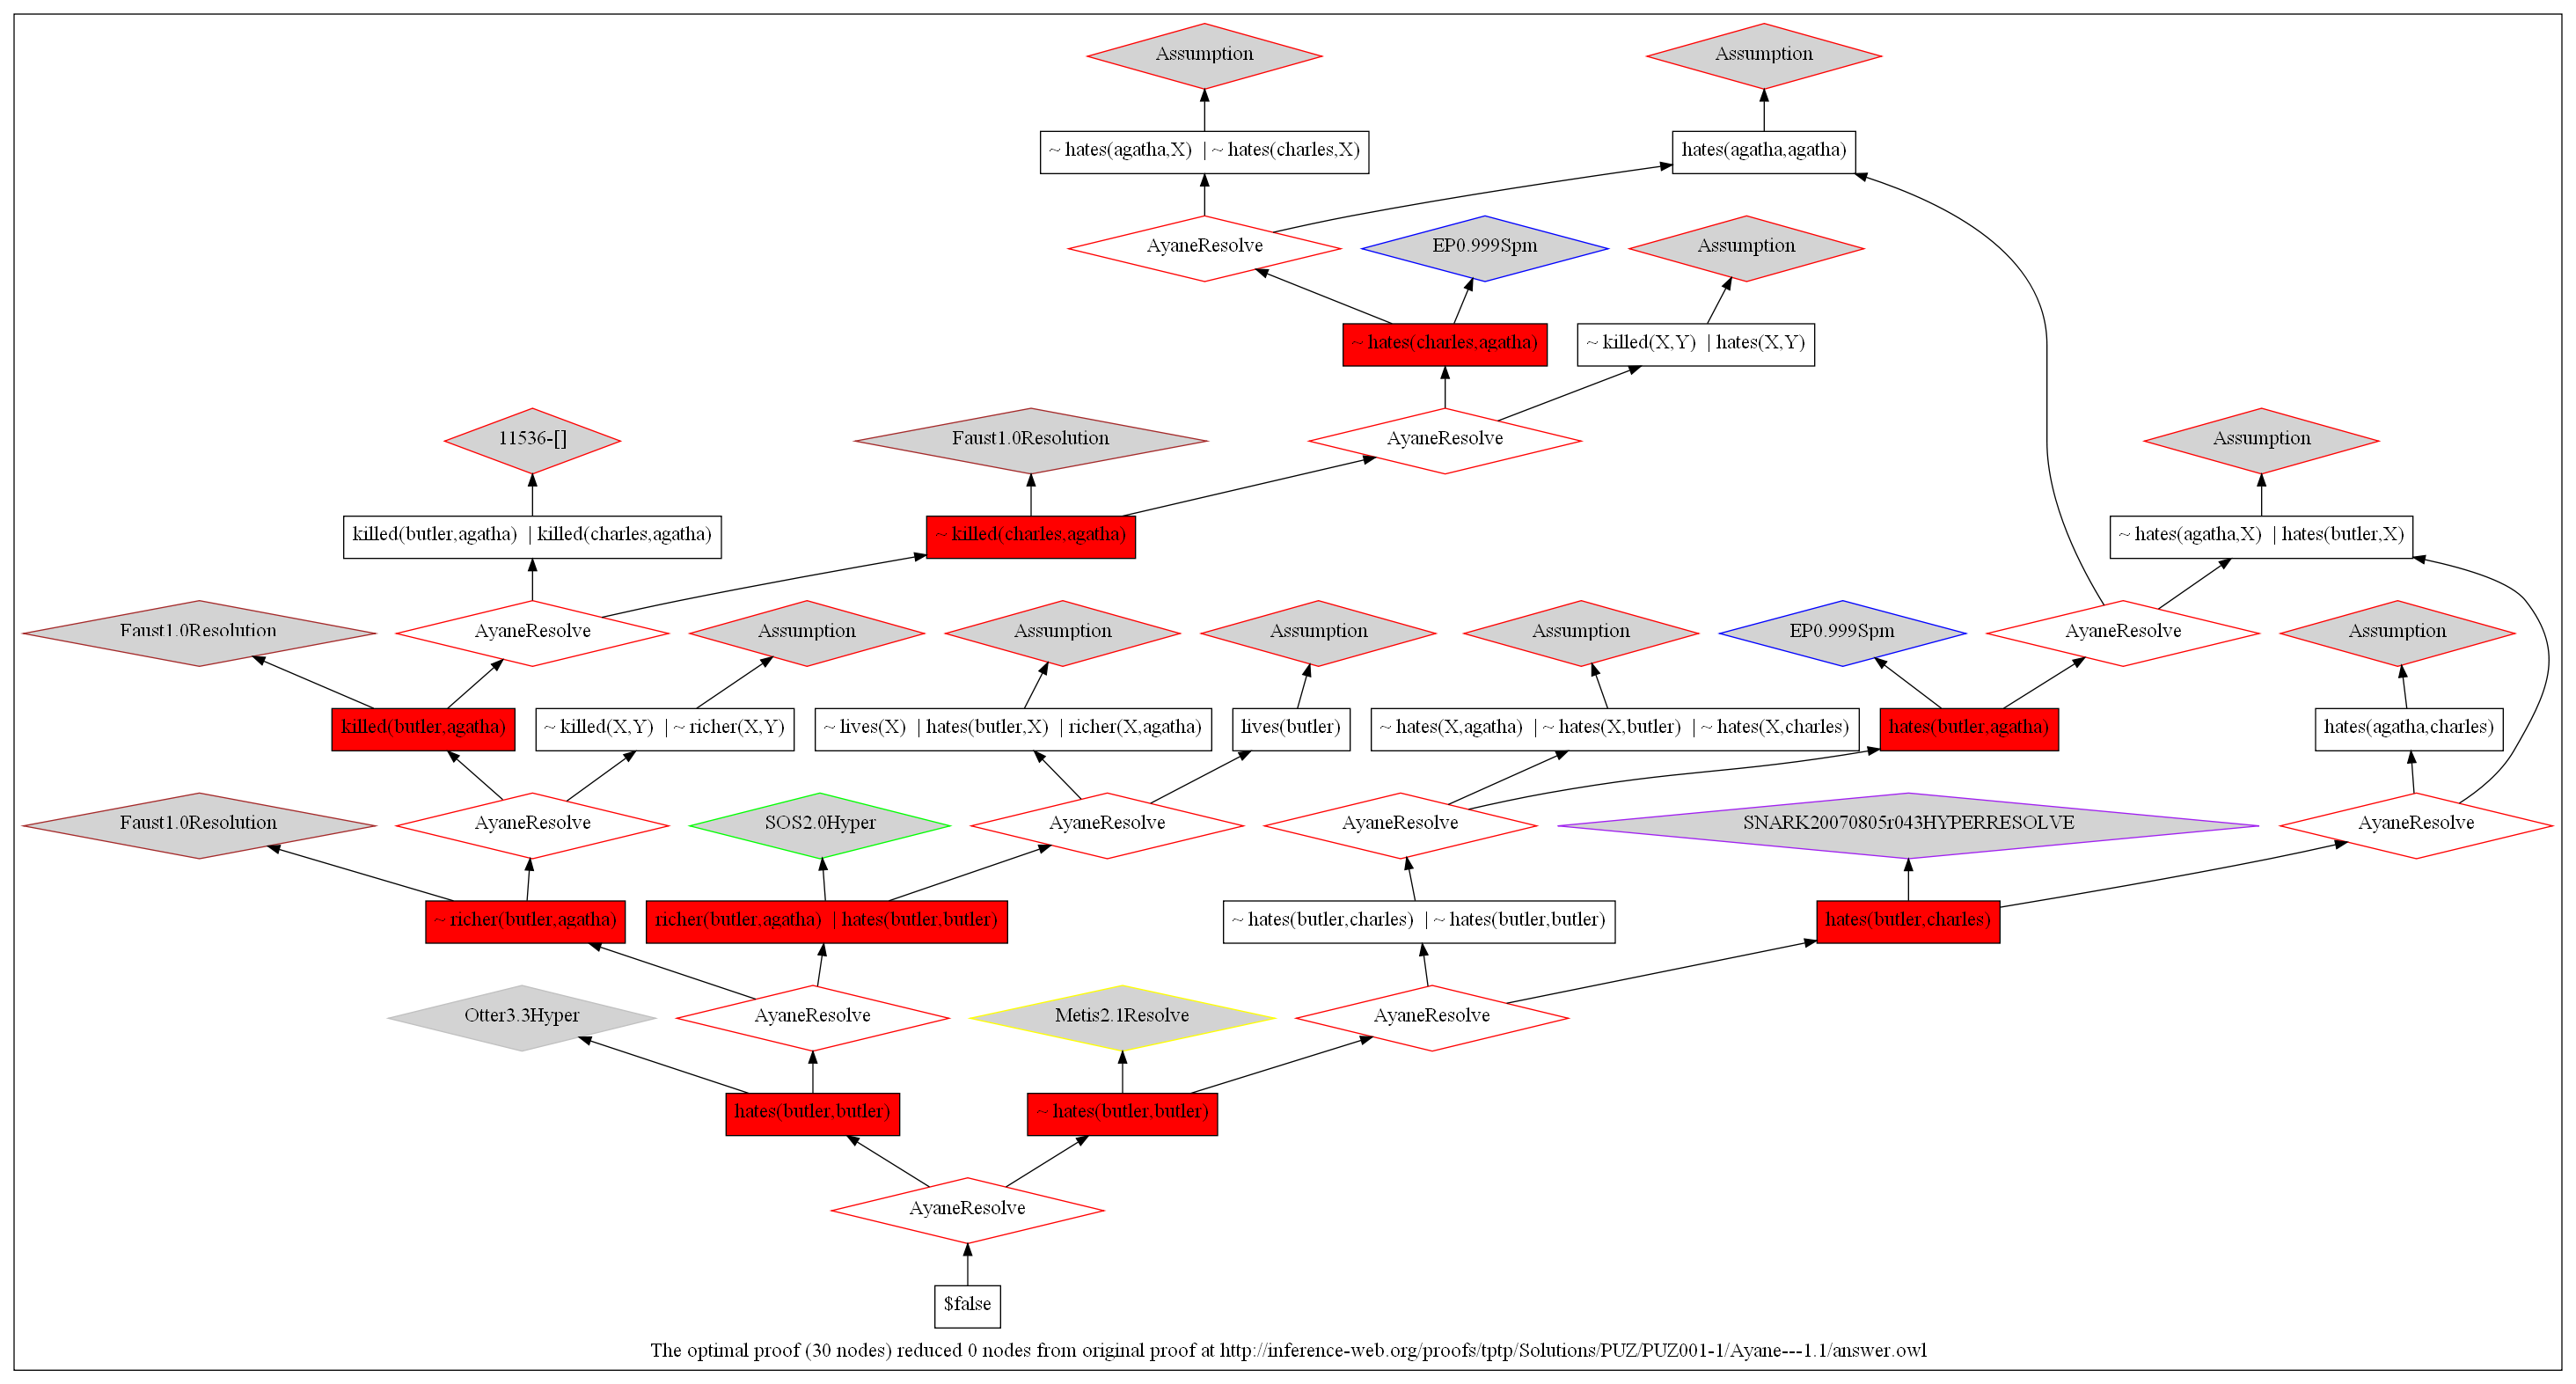 Assumption
Assumption
~ hates(agatha,X) | ~ hates(charles,X)
hates(agatha,agatha)
AyaneResolve
EP0.999Spm
Assumption
~ hates(charles,agatha)
~ killed(X,Y) | hates(X,Y)
11536-[]
Faust1.0Resolution
AyaneResolve
Assumption
killed(butler,agatha) | killed(charles,agatha)
~ killed(charles,agatha)
~ hates(agatha,X) | hates(butler,X)
Faust1.0Resolution
AyaneResolve
Assumption
Assumption
Assumption
Assumption
EP0.999Spm
AyaneResolve
Assumption
killed(butler,agatha)
~ killed(X,Y) | ~ richer(X,Y)
~ lives(X) | hates(butler,X) | richer(X,agatha)
lives(butler)
~ hates(X,agatha) | ~ hates(X,butler) | ~ hates(X,charles)
hates(butler,agatha)
hates(agatha,charles)
Faust1.0Resolution
AyaneResolve
SOS2.0Hyper
AyaneResolve
AyaneResolve
SNARK20070805r043HYPERRESOLVE
AyaneResolve
~ richer(butler,agatha)
richer(butler,agatha) | hates(butler,butler)
~ hates(butler,charles) | ~ hates(butler,butler)
hates(butler,charles)
Otter3.3Hyper
AyaneResolve
Metis2.1Resolve
AyaneResolve
hates(butler,butler)
~ hates(butler,butler)
AyaneResolve
$false
The optimal proof (30 nodes) reduced 0 nodes from original proof at http://inference-web.org/proofs/tptp/Solutions/PUZ/PUZ001-1/Ayane---1.1/answer.owl